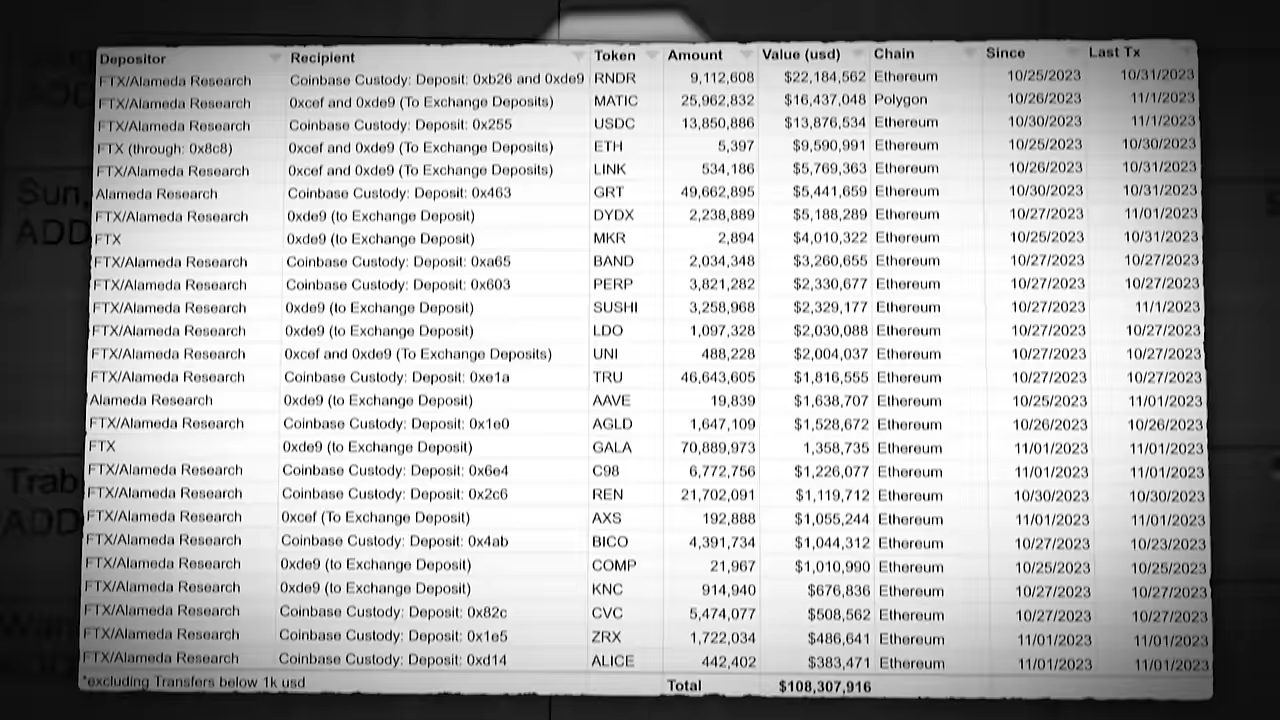 Depositor Recipient Token Amount Value (usd) Chain Since Last Tx
FTX/Alameda Research Coinbase Custody: Deposit: 0xb26 and 0xde9 RNDR 9,112,608 $22,184,562 Ethereum 10/25/2023 10/31/2023
FTX/Alameda Research 0xcef and 0xde9 (To Exchange Deposits) MATIC 25,962,832 $16,437,048 Polygon 10/26/2023 11/1/2023
FTX/Alameda Research Coinbase Custody: Deposit: 0x255 USDC 13,850,886 $13,876,534 Ethereum 10/30/2023 11/1/2023
FTX (through: 0x8c8) 0xcef and 0xde9 (To Exchange Deposits) ETH 5,397 $9,590,991 Ethereum 10/25/2023 10/30/2023
FTX/Alameda Research 0xcef and 0xde9 (To Exchange Deposits) LINK 534,186 $5,769,363 Ethereum 10/26/2023 10/31/2023
Alameda Research Coinbase Custody: Deposit: 0x463 GRT 49,662,895 $5,441,659 Ethereum 10/30/2023 10/31/2023
FTX/Alameda Research 0xde9 (to Exchange Deposit) DYDX 2,238,889 $5,188,289 Ethereum 10/27/2023 11/01/2023
FTX 0xde9 (to Exchange Deposit) MKR 2,894 $4,010,322 Ethereum 10/25/2023 10/31/2023
FTX/Alameda Research Coinbase Custody: Deposit: 0xa65 BAND 2,034,348 $3,260,655 Ethereum 10/27/2023 10/27/2023
FTX/Alameda Research Coinbase Custody: Deposit: 0x603 PERP 3,821,282 $2,330,677 Ethereum 10/27/2023 10/27/2023
FTX/Alameda Research 0xde9 (to Exchange Deposit) SUSHI 3,258,968 $2,329,177 Ethereum 10/27/2023 11/1/2023
FTX/Alameda Research 0xde9 (to Exchange Deposit) LDO 1,097,328 $2,030,088 Ethereum 10/27/2023 10/27/2023
FTX/Alameda Research 0xcef and 0xde9 (To Exchange Deposits) UNI 488,228 $2,004,037 Ethereum 10/27/2023 10/27/2023
FTX/Alameda Research Coinbase Custody: Deposit: 0xe1a TRU 46,643,605 $1,816,555 Ethereum 10/27/2023 10/27/2023
Alameda Research 0xde9 (to Exchange Deposit) AAVE 19,839 $1,638,707 Ethereum 10/25/2023 11/01/2023
FTX/Alameda Research Coinbase Custody: Deposit: 0x1e0 AGLD 1,647,109 $1,528,672 Ethereum 10/26/2023 10/26/2023
FTX 0xde9 (to Exchange Deposit) GALA 70,889,973 1,358,735 Ethereum 11/01/2023 11/01/2023
FTX/Alameda Research Coinbase Custody: Deposit: 0x6e4 C98 6,772,756 $1,226,077 Ethereum 11/01/2023 11/01/2023
FTX/Alameda Research Coinbase Custody: Deposit: 0x2c6 REN 21,702,091 $1,119,712 Ethereum 10/30/2023 10/30/2023
FTX/Alameda Research 0xcef (To Exchange Deposit) AXS 192,888 $1,055,244 Ethereum 11/01/2023 11/01/2023
FTX/Alameda Research Coinbase Custody: Deposit: 0x4ab BICO 4,391,734 $1,044,312 Ethereum 10/27/2023 10/23/2023
FTX/Alameda Research 0xde9 (to Exchange Deposit) COMP 21,967 $1,010,990 Ethereum 10/25/2023 10/25/2023
FTX/Alameda Research 0xde9 (to Exchange Deposit) KNC 914,940 $676,836 Ethereum 10/27/2023 10/27/2023
FTX/Alameda Research Coinbase Custody: Deposit: 0x82c CVC 5,474,077 $508,562 Ethereum 10/27/2023 10/27/2023
FTX/Alameda Research Coinbase Custody: Deposit: 0x1e5 ZRX 1,722,034 $486,641 Ethereum 11/01/2023 11/01/2023
FTX/Alameda Research Coinbase Custody: Deposit: 0xd14 ALICE 442,402 $383,471 Ethereum 11/01/2023 11/01/2023
*excluding Transfers below 1k usd Total $108,307,916
Sun,
ADD
Trab
ADD